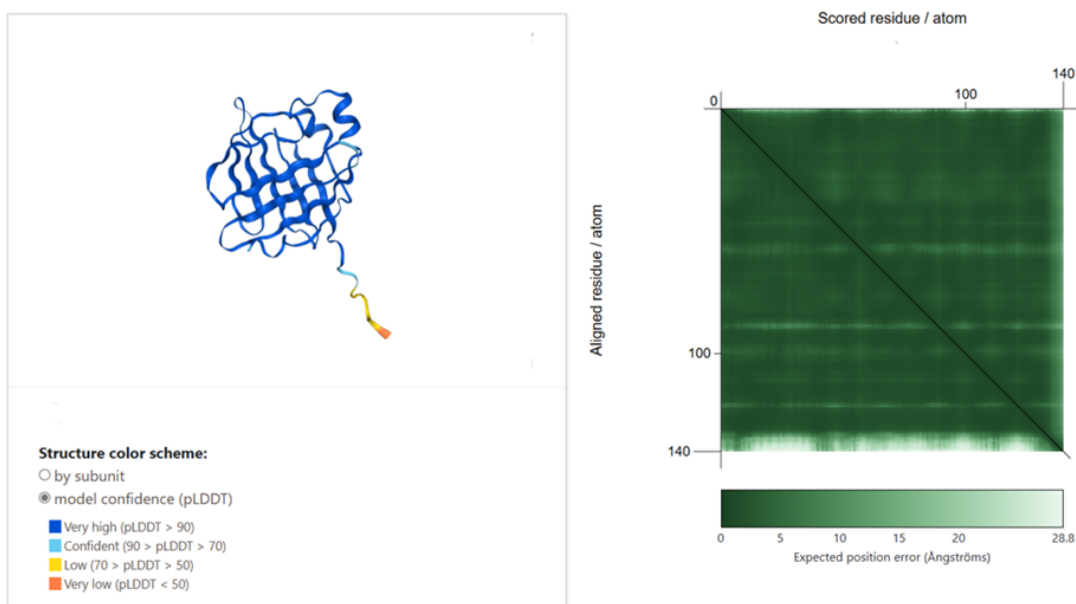 Structure color scheme:
by subunit
model confidence (pLDDT)
Very high (pLDDT > 90)
Confident (90 > pLDDT > 70)
Low (70 > pLDDT > 50)
Very low (pLDDT < 50)
Scored residue / atom
0
100
140
Aligned residue / atom
100
140
0
5
10
15
20
28.8
Expected position error (Ångströms)